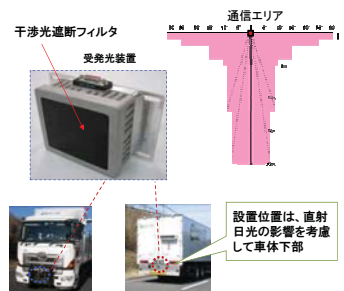 通信エリア
干渉光遮断フィルタ
受発光装置
設置位置は、直射
日光の影響を考慮
して車体下部